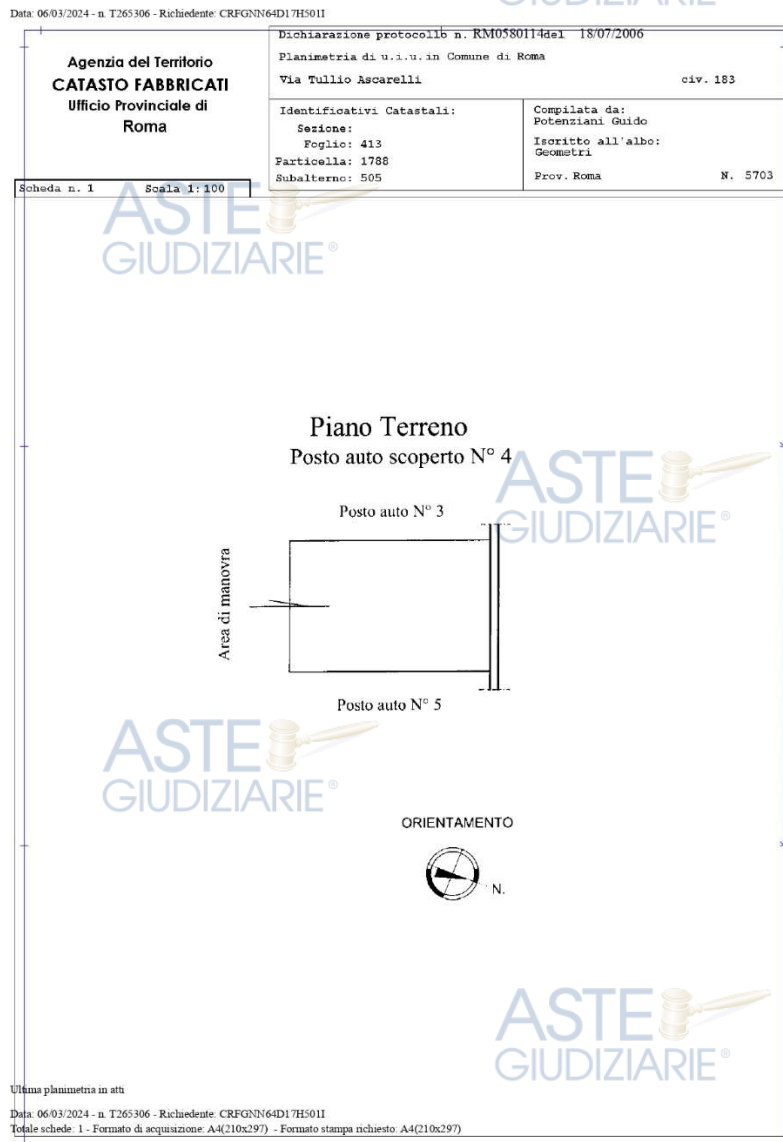 Data: 06/03/2024 - n. T265306 - Richiedente: CRFGNN64D17H501I
Agenzia del Territorio
CATASTO FABBRICATI
Ufficio Provinciale di
Roma
Scheda n. 1 Scala 1:100
Dichiarazione protocollo n. RM0580114del 18/07/2006
Planimetria di u.i.u.in Comune di Roma
Via Tullio Ascarelli civ. 183
Identificativi Catastali:
Sezione:
Foglio: 413
Particella: 1788
Subalterno: 505
Compilata da:
Potenziani Guido
Iscritto all'albo:
Geometri
Prov. Roma N. 5703
ASTE
GIUDIZIARIE®
Piano Terreno
Posto auto scoperto N° 4
ASTE
GIUDIZIARIE®
Posto auto N° 3
Area di manovra
Posto auto N° 5
ASTE
GIUDIZIARIE®
ORIENTAMENTO
N.
ASTE
GIUDIZIARIE®
Ultima planimetria in atti
Data: 06/03/2024 - n. T265306 - Richiedente: CRFGNN64D17H501I
Totale schede: 1 - Formato di acquisizione: A4(210x297) - Formato stampa richiesto: A4(210x297)